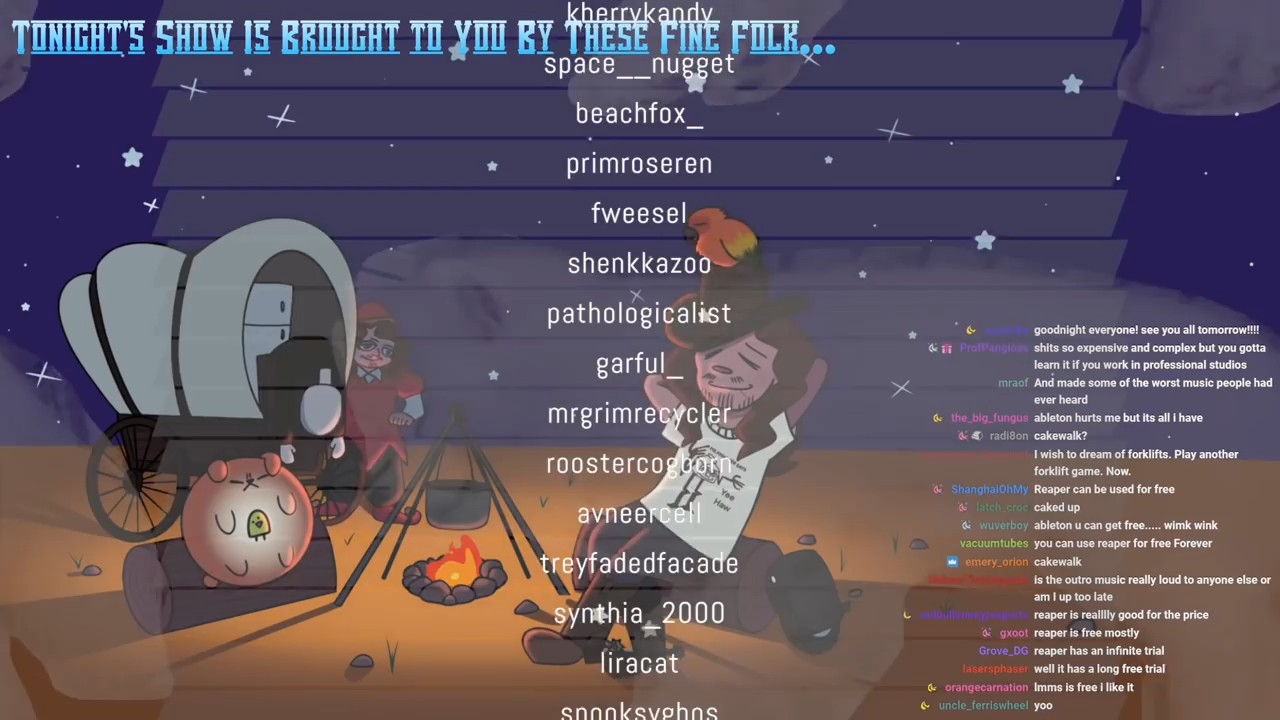 kherrykandy
Tonight's Show Is Brought to You By These Fine Folk...
space__nugget
beachfox_
primroseren
fweesel
shenkkazoo
pathologicalist
garful_
mrgrimrecycler
roostercogburn
avneercell
treyfadedfacade
synthia_2000
liracat
spooksyghos
Yee
Haw
goodnight everyone! see you all tomorrow!!!!
ProfPangloss shits so expensive and complex but you gotta
learn it if you work in professional studios
mraof And made some of the worst music people had
ever heard
the_big_fungus ableton hurts me but its all i have
radi8on cakewalk?
I wish to dream of forklifts. Play another
forklift game. Now.
ShanghaiOhMy Reaper can be used for free
latch_croc caked up
wuverboy ableton u can get free..... wimk wink
vacuumtubes you can use reaper for free Forever
emery_orion cakewalk
is the outro music really loud to anyone else or
am I up too late
reaper is realllly good for the price
gxoot reaper is free mostly
Grove_DG reaper has an infinite trial
lasersphaser well it has a long free trial
orangecarnation lmms is free i like it
uncle_ferriswheel yoo